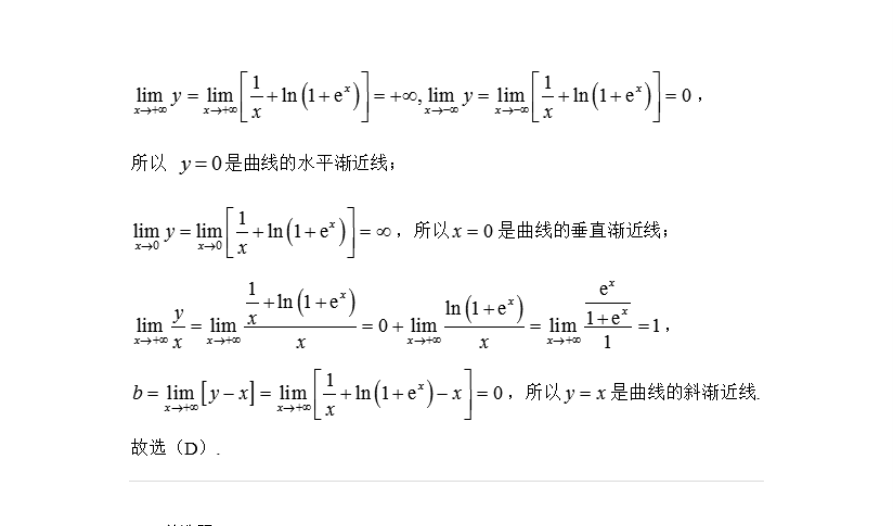 lim_{x→+∞} y = lim_{x→+∞} [1/x + ln(1+e^x)] = +∞, lim_{x→-∞} y = lim_{x→-∞} [1/x + ln(1+e^x)] = 0，
所以 y = 0是曲线的水平渐近线；
lim_{x→0} y = lim_{x→0} [1/x + ln(1+e^x)] = ∞，所以x = 0是曲线的垂直渐近线；
lim_{x→+∞} y/x = lim_{x→+∞} (1/x + ln(1+e^x))/x = 0 + lim_{x→+∞} ln(1+e^x)/x = lim_{x→+∞} (e^x/(1+e^x))/1 = 1，
b = lim_{x→+∞} [y − x] = lim_{x→+∞} [1/x + ln(1+e^x) − x] = 0，所以y = x是曲线的斜渐近线.
故选（D）.